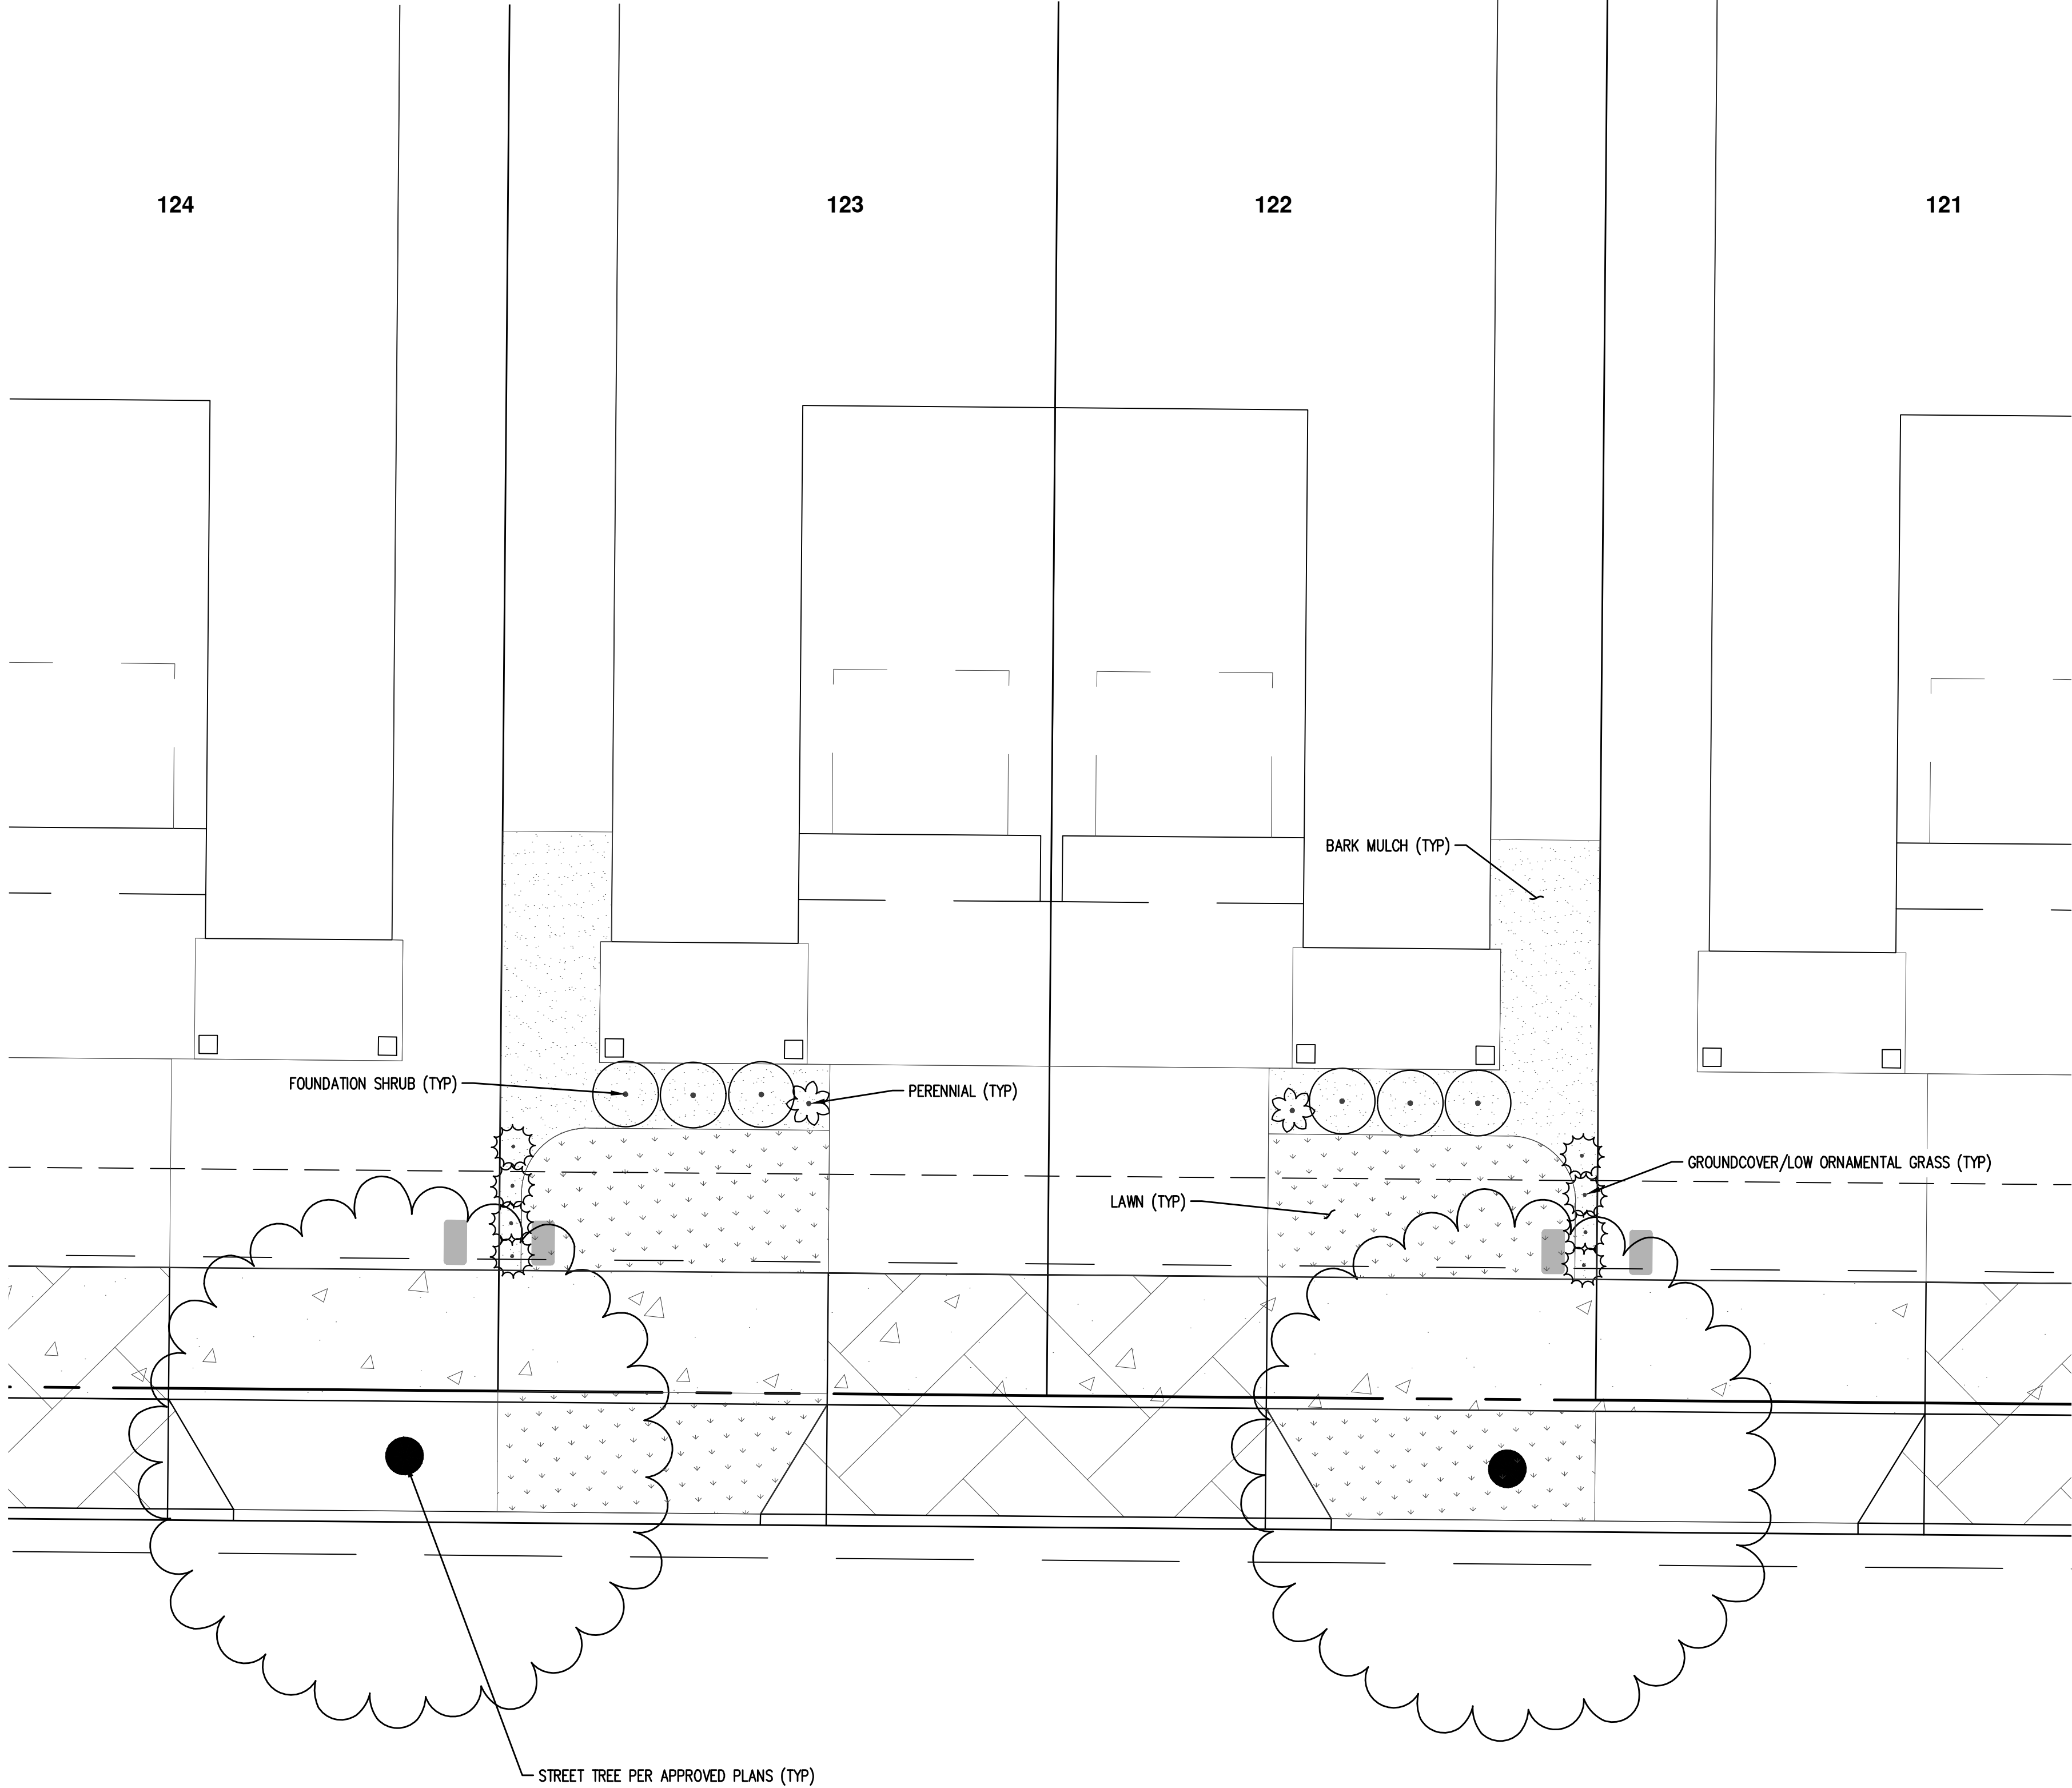 124
123
122
121
BARK MULCH (TYP)
FOUNDATION SHRUB (TYP)
PERENNIAL (TYP)
GROUNDCOVER/LOW ORNAMENTAL GRASS (TYP)
LAWN (TYP)
STREET TREE PER APPROVED PLANS (TYP)